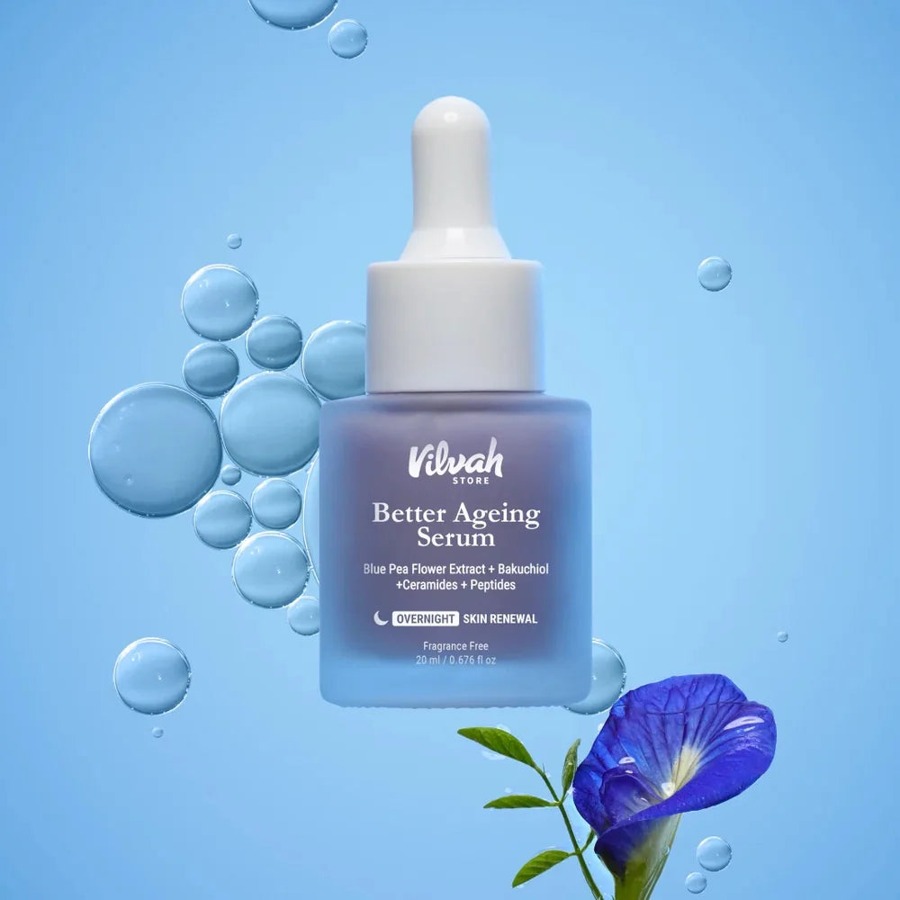 Vilvah
STORE
Better Ageing
Serum
Blue Pea Flower Extract + Bakuchiol
+Ceramides + Peptides
OVERNIGHT SKIN RENEWAL
Fragrance Free
20 ml / 0.676 fl oz